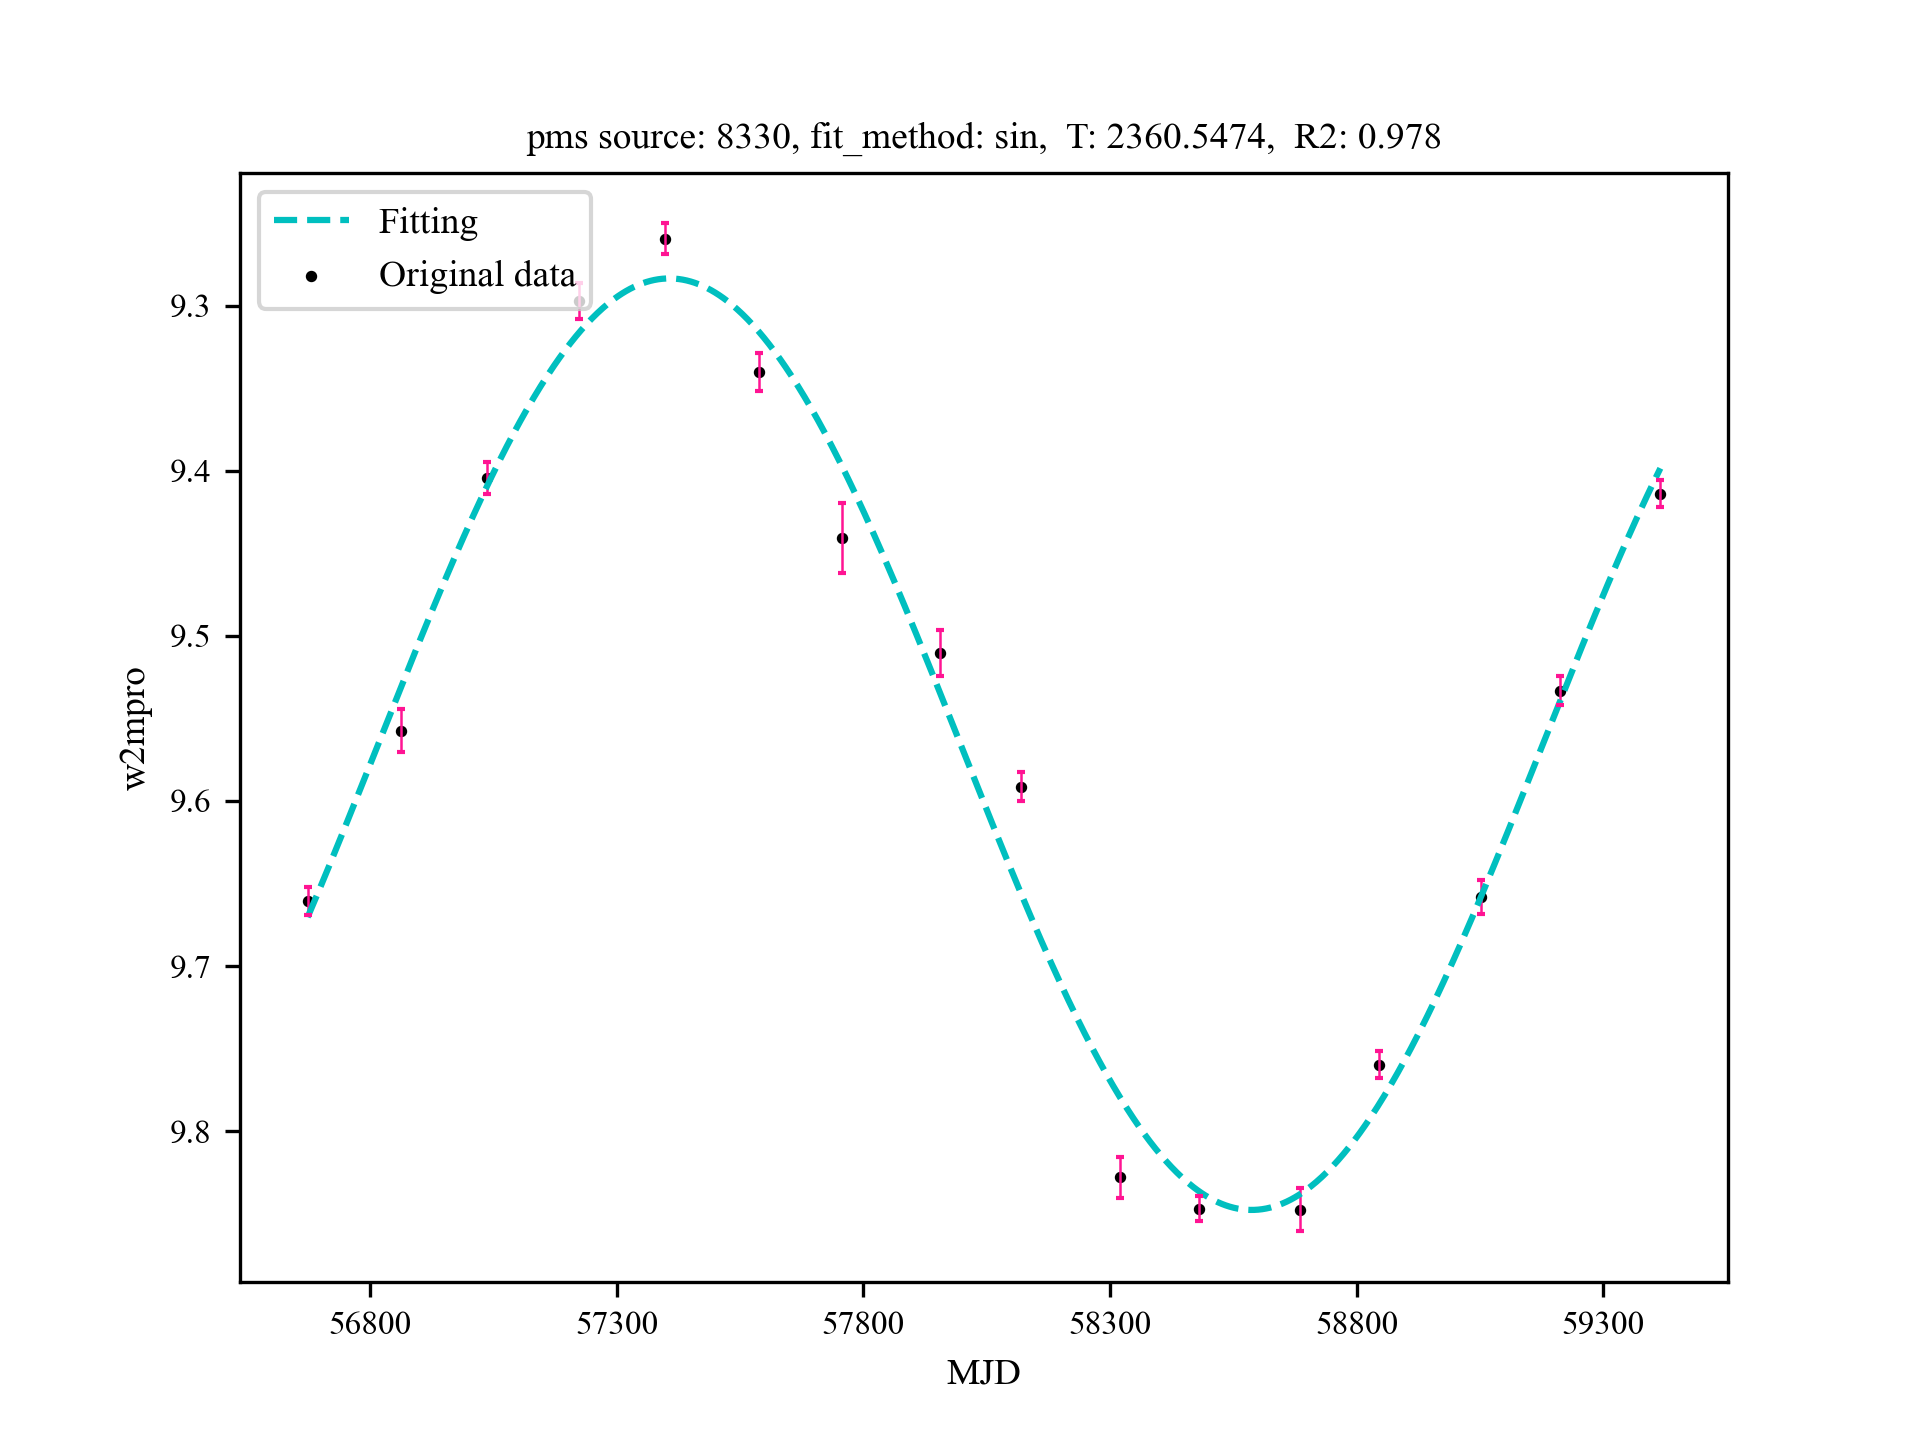 pms source: 8330, fit_method: sin,  T: 2360.5474,  R2: 0.978
Fitting
Original data
9.3
9.4
9.5
9.6
9.7
9.8
w2mpro
56800 57300 57800 58300 58800 59300
MJD